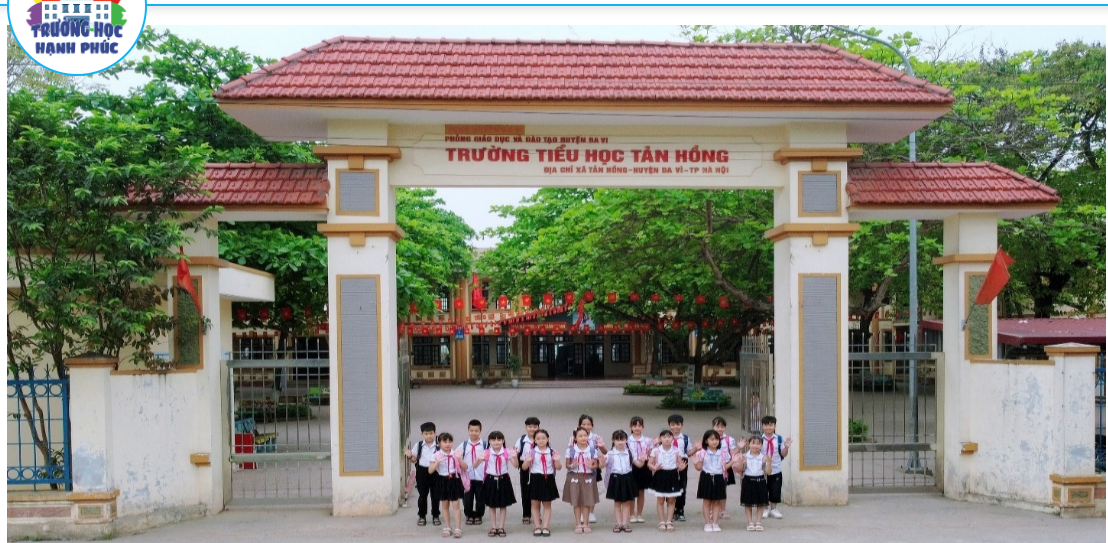 TRƯỜNG HỌC
HẠNH PHÚC
PHÒNG GIÁO DỤC VÀ ĐÀO TẠO HUYỆN BA VÌ
TRƯỜNG TIỂU HỌC TẢN HỒNG
ĐỊA CHỈ XÃ TẢN HỒNG-HUYỆN BA VÌ-TP HÀ NỘI